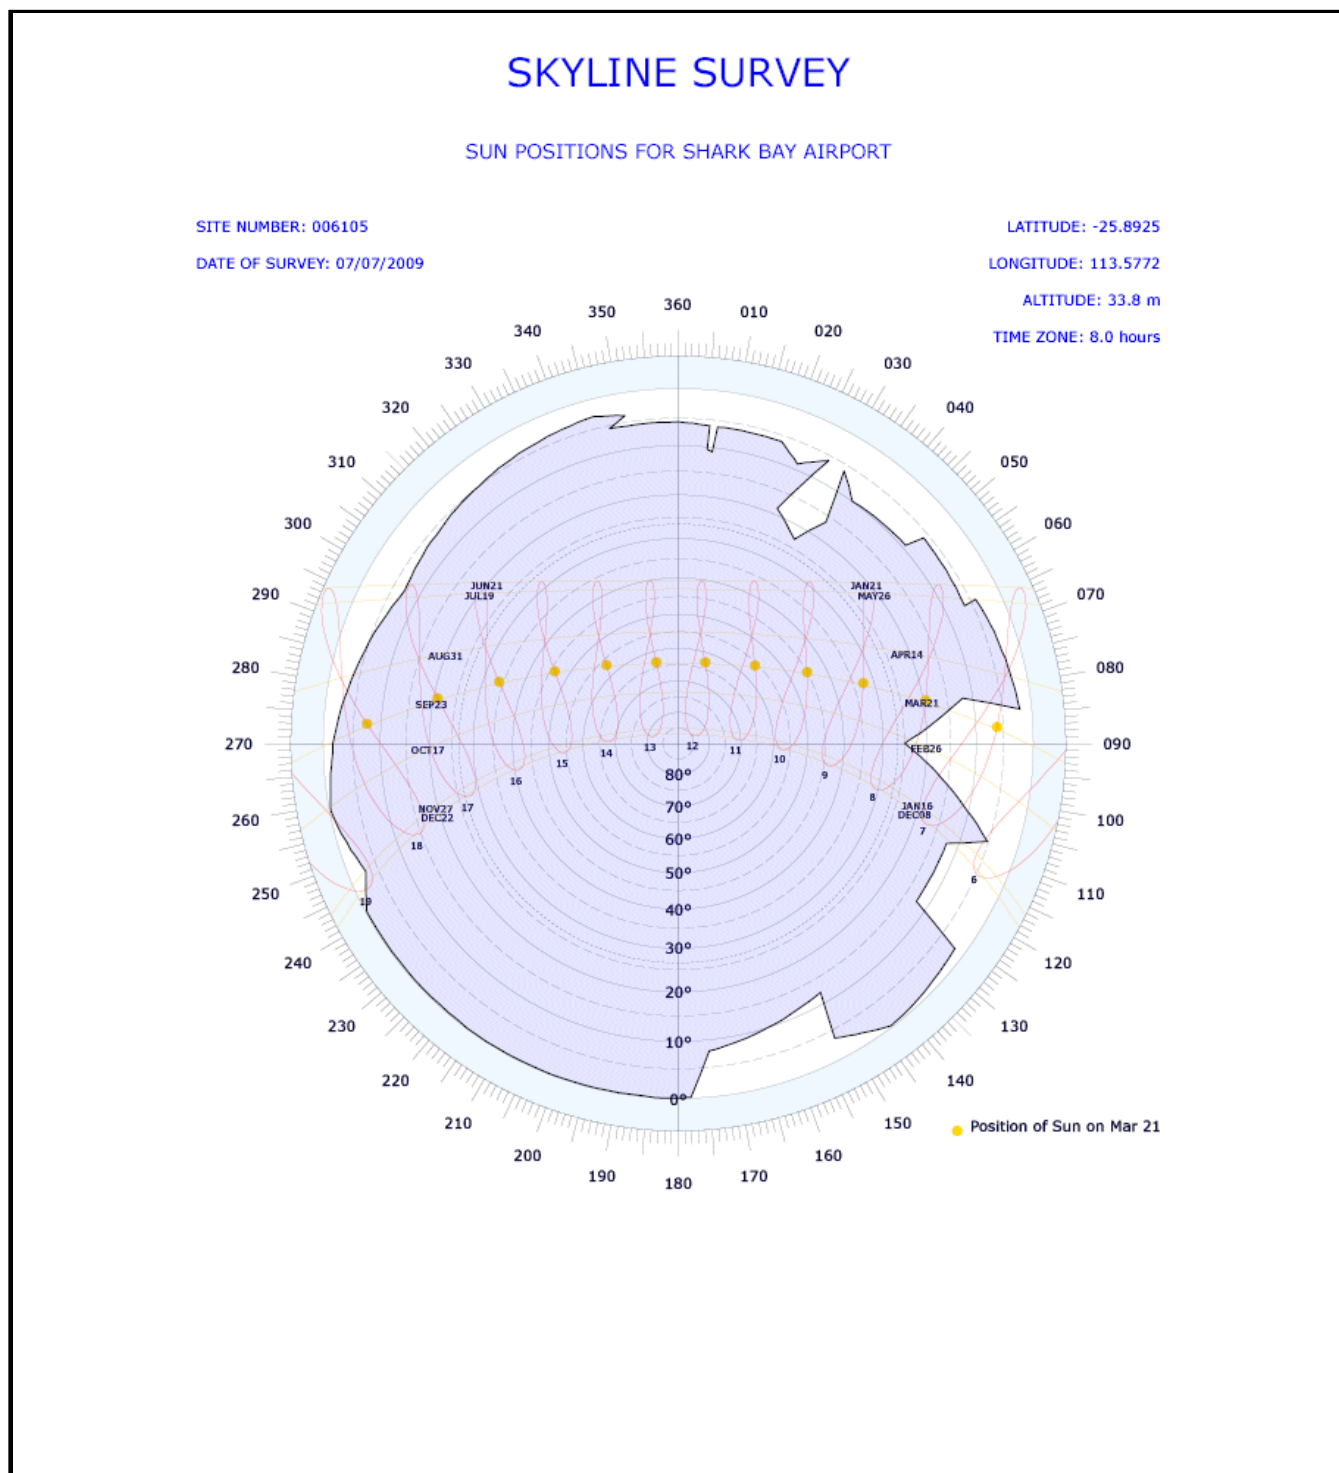 SKYLINE SURVEY
SUN POSITIONS FOR SHARK BAY AIRPORT
SITE NUMBER: 006105
LATITUDE: -25.8925
DATE OF SURVEY: 07/07/2009
LONGITUDE: 113.5772
ALTITUDE: 33.8 m
TIME ZONE: 8.0 hours
360
350
010
340
020
330
030
320
040
310
050
300
060
290
070
280
080
270
090
260
100
250
110
240
120
230
130
220
140
210
150
200
160
190
170
180
JUN21
JUL19
JAN21
MAY26
AUG31
APR14
SEP23
MAR21
OCT17
FEB26
NOV27
DEC22
JAN16
DEC08
19
18
17
16
15
14
13
12
11
10
9
8
7
6
80°
70°
60°
50°
40°
30°
20°
10°
0°
Position of Sun on Mar 21